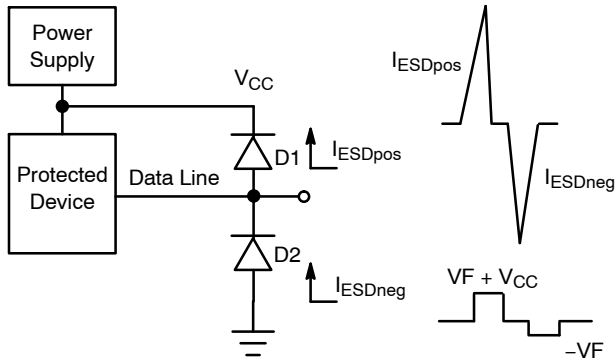 Power
Supply
V_CC
Protected
Device
Data Line
D1
I_ESDpos
D2
I_ESDneg
I_ESDpos
I_ESDneg
VF + V_CC
−VF